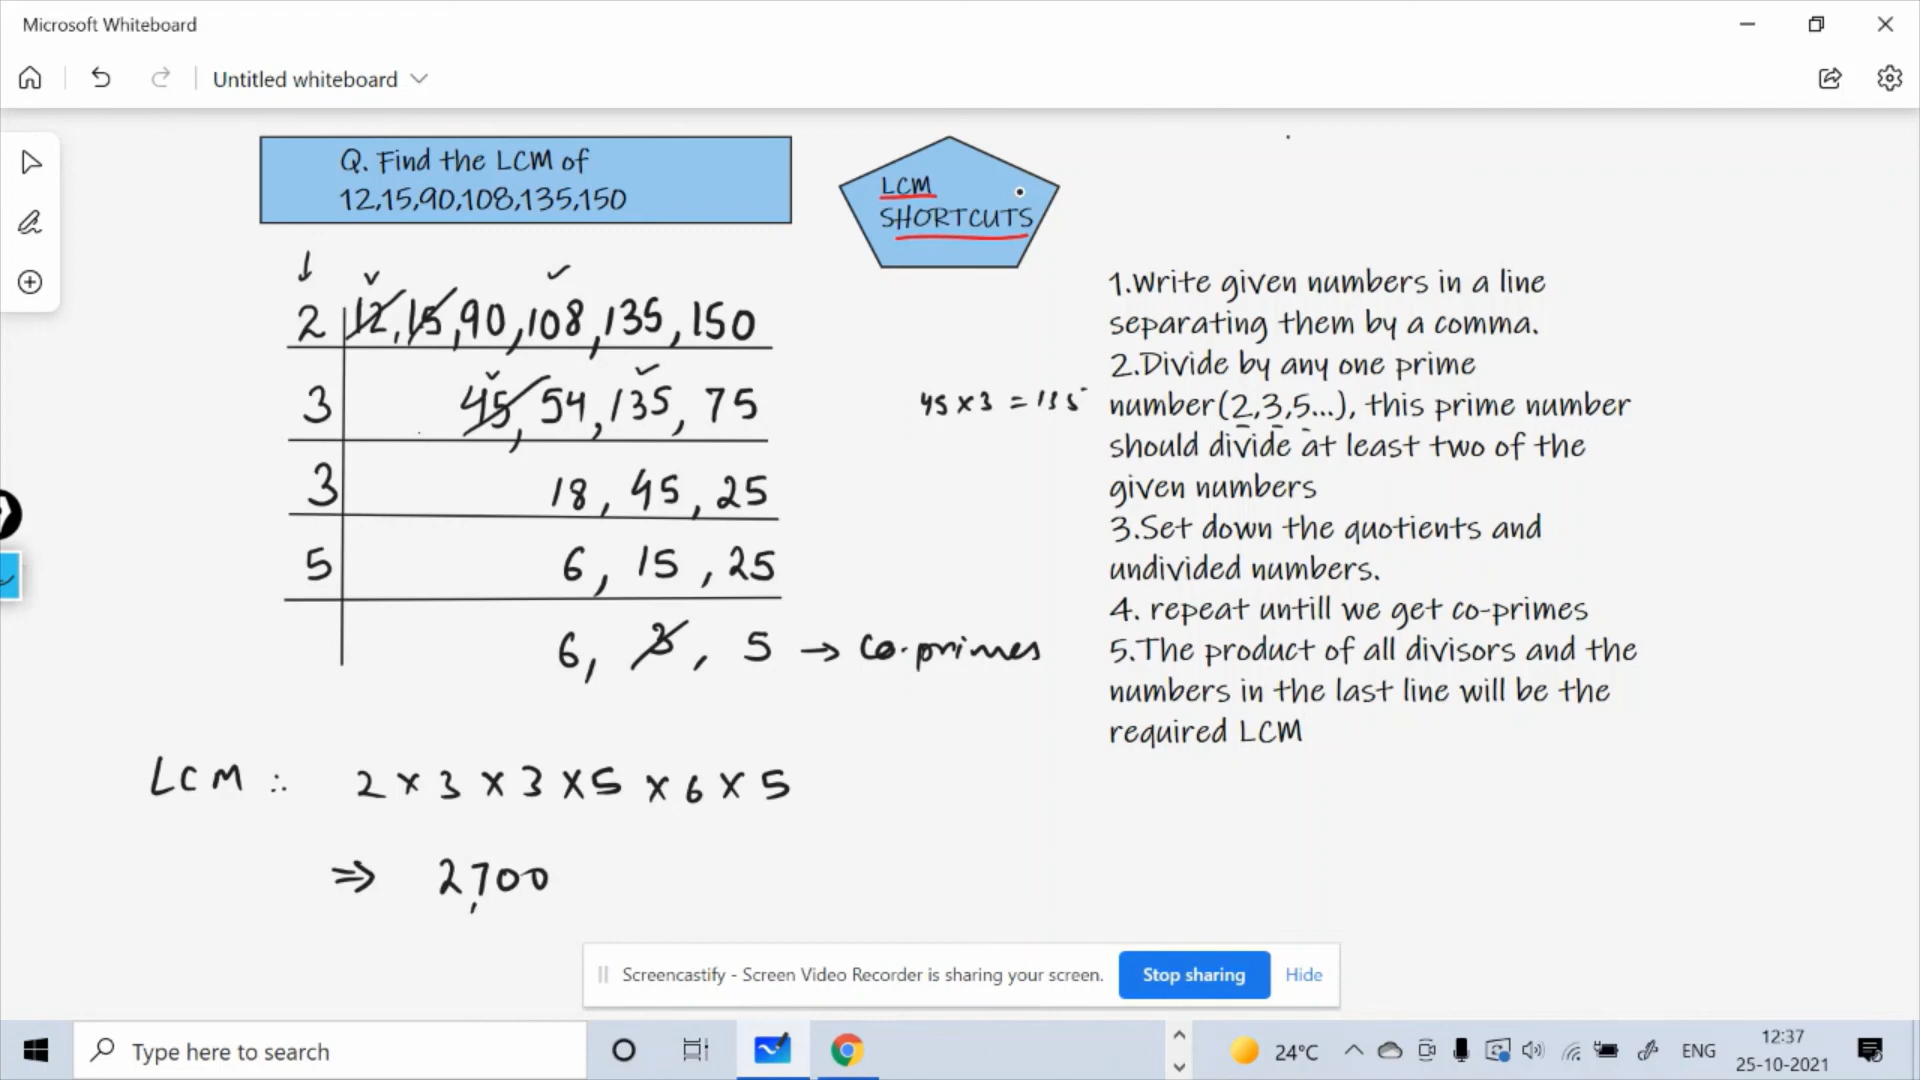 Microsoft Whiteboard
Untitled whiteboard
Q. Find the LCM of
12,15,90,108,135,150
LCM
SHORTCUTS
2 12,15,90,108,135,150
3 45,54,135,75
3 18,45,25
5 6,15,25
6,3,5 → Co-primes
45 x 3 = 135
LCM ∴ 2 x 3 x 3 x 5 x 6 x 5
⇒ 2,700
1.Write given numbers in a line
separating them by a comma.
2.Divide by any one prime
number(2,3,5...), this prime number
should divide at least two of the
given numbers
3.Set down the quotients and
undivided numbers.
4. repeat untill we get co-primes
5.The product of all divisors and the
numbers in the last line will be the
required LCM
Screencastify - Screen Video Recorder is sharing your screen. Stop sharing Hide
Type here to search
24°C
ENG
12:37
25-10-2021